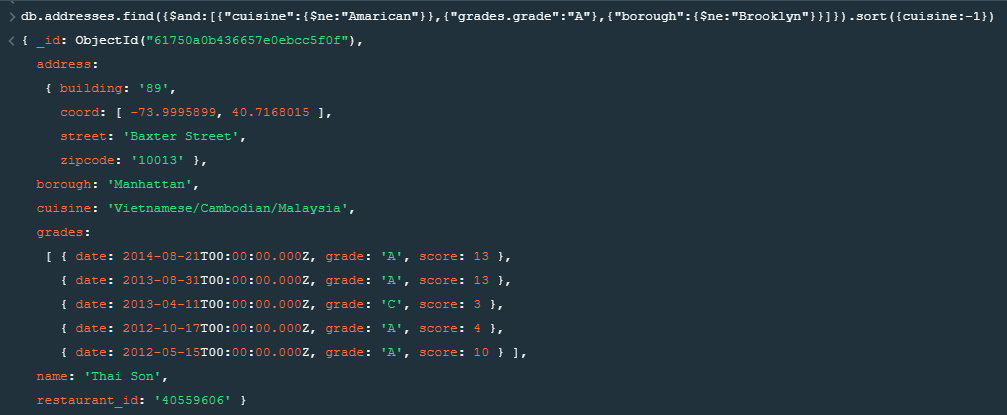 db.addresses.find({$and:[{"cuisine":{$ne:"Amarican"}},{"grades.grade":"A"},{"borough":{$ne:"Brooklyn"}}]}).sort({cuisine:-1})
{ _id: ObjectId("61750a0b436657e0ebcc5f0f"),
address:
{ building: '89',
coord: [ -73.9995899, 40.7168015 ],
street: 'Baxter Street',
zipcode: '10013' },
borough: 'Manhattan',
cuisine: 'Vietnamese/Cambodian/Malaysia',
grades:
[ { date: 2014-08-21T00:00:00.000Z, grade: 'A', score: 13 },
{ date: 2013-08-31T00:00:00.000Z, grade: 'A', score: 13 },
{ date: 2013-04-11T00:00:00.000Z, grade: 'C', score: 3 },
{ date: 2012-10-17T00:00:00.000Z, grade: 'A', score: 4 },
{ date: 2012-05-15T00:00:00.000Z, grade: 'A', score: 10 } ],
name: 'Thai Son',
restaurant_id: '40559606' }